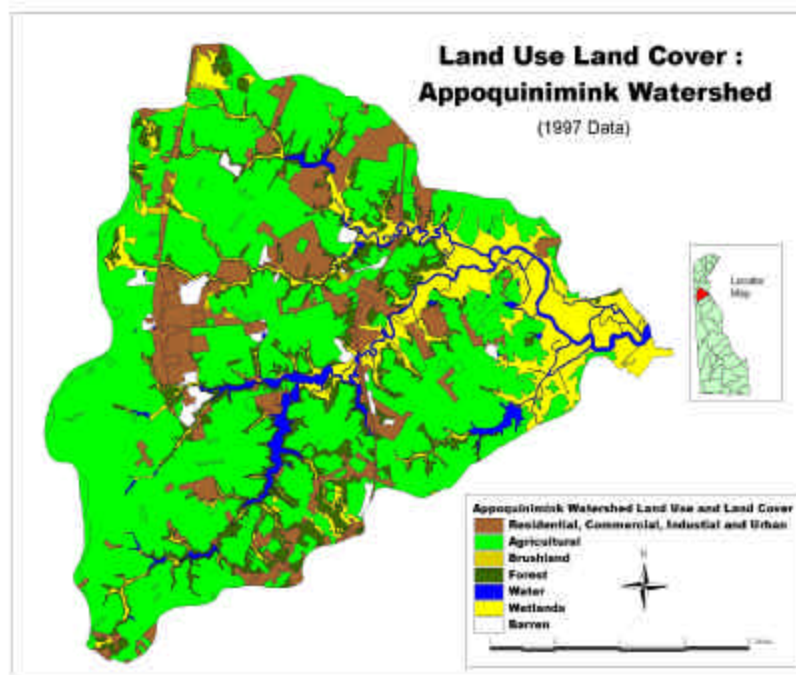 Land Use Land Cover :
Appoquinimink Watershed
(1997 Data)
Locator
Map
Appoquinimink Watershed Land Use and Land Cover
Residential, Commercial, Industial and Urban
Agricultural
Brushland
Forest
Water
Wetlands
Barren
N